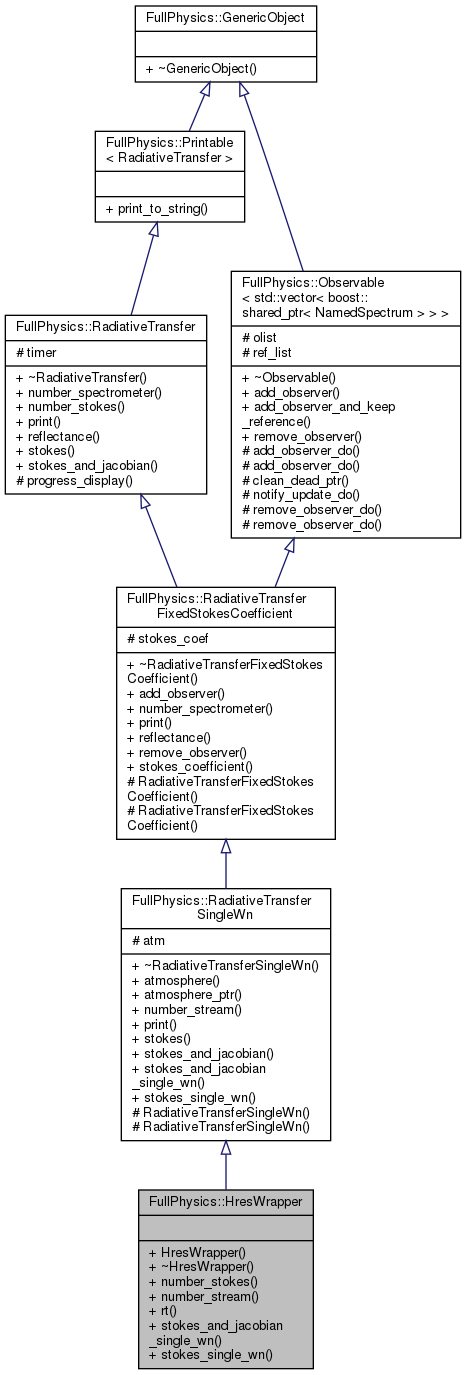 FullPhysics::GenericObject
+ ~GenericObject()
FullPhysics::Printable
< RadiativeTransfer >
+ print_to_string()
FullPhysics::Observable
< std::vector< boost::
shared_ptr< NamedSpectrum > > >
# olist
# ref_list
+ ~Observable()
+ add_observer()
+ add_observer_and_keep
_reference()
+ remove_observer()
# add_observer_do()
# add_observer_do()
# clean_dead_ptr()
# notify_update_do()
# remove_observer_do()
# remove_observer_do()
FullPhysics::RadiativeTransfer
# timer
+ ~RadiativeTransfer()
+ number_spectrometer()
+ number_stokes()
+ print()
+ reflectance()
+ stokes()
+ stokes_and_jacobian()
# progress_display()
FullPhysics::RadiativeTransfer
FixedStokesCoefficient
# stokes_coef
+ ~RadiativeTransferFixedStokes
Coefficient()
+ add_observer()
+ number_spectrometer()
+ print()
+ reflectance()
+ remove_observer()
+ stokes_coefficient()
# RadiativeTransferFixedStokes
Coefficient()
# RadiativeTransferFixedStokes
Coefficient()
FullPhysics::RadiativeTransfer
SingleWn
# atm
+ ~RadiativeTransferSingleWn()
+ atmosphere()
+ atmosphere_ptr()
+ number_stream()
+ print()
+ stokes()
+ stokes_and_jacobian()
+ stokes_and_jacobian
_single_wn()
+ stokes_single_wn()
# RadiativeTransferSingleWn()
# RadiativeTransferSingleWn()
FullPhysics::HresWrapper
+ HresWrapper()
+ ~HresWrapper()
+ number_stokes()
+ number_stream()
+ rt()
+ stokes_and_jacobian
_single_wn()
+ stokes_single_wn()